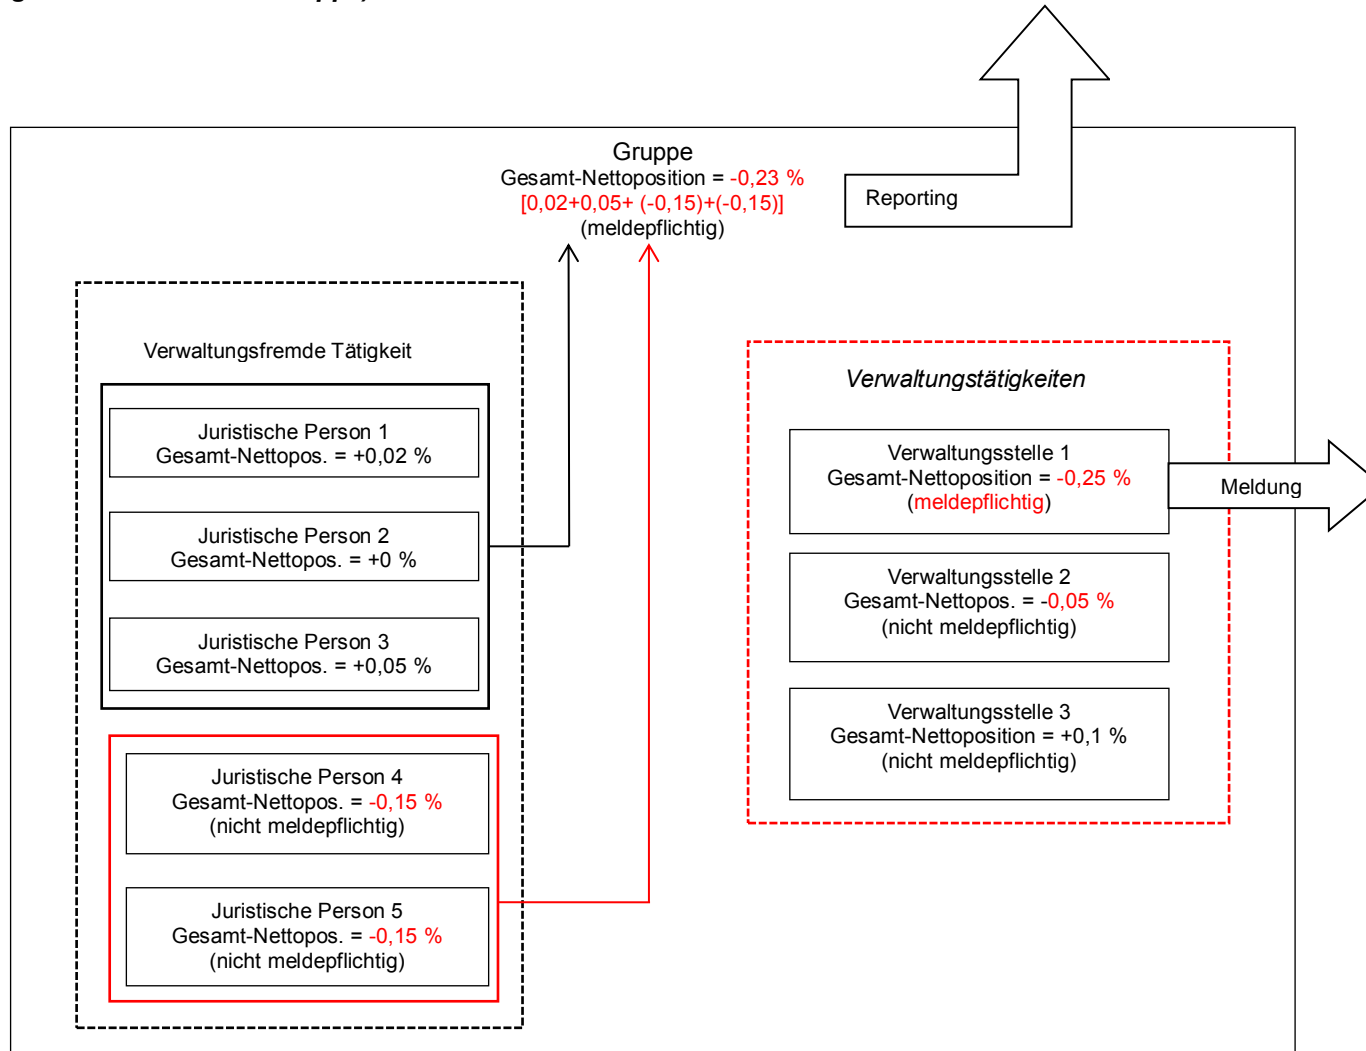 Gruppe
Gesamt-Nettoposition = -0,23 %
[0,02+0,05+ (-0,15)+(-0,15)]
(meldepflichtig)
Reporting
Verwaltungsfremde Tätigkeit
Juristische Person 1
Gesamt-Nettopos. = +0,02 %
Juristische Person 2
Gesamt-Nettopos. = +0 %
Juristische Person 3
Gesamt-Nettopos. = +0,05 %
Juristische Person 4
Gesamt-Nettopos. = -0,15 %
(nicht meldepflichtig)
Juristische Person 5
Gesamt-Nettopos. = -0,15 %
(nicht meldepflichtig)
Verwaltungstätigkeiten
Verwaltungsstelle 1
Gesamt-Nettoposition = -0,25 %
(meldepflichtig)
Meldung
Verwaltungsstelle 2
Gesamt-Nettopos. = -0,05 %
(nicht meldepflichtig)
Verwaltungsstelle 3
Gesamt-Nettoposition = +0,1 %
(nicht meldepflichtig)